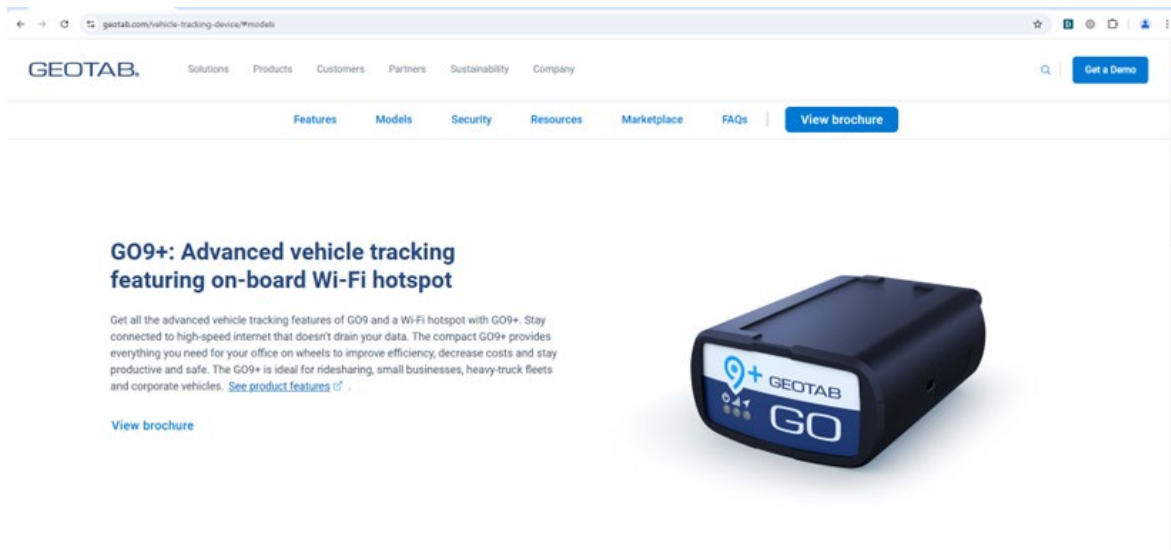 geotab.com/vehicle-tracking-device/#models
GEOTAB.
Solutions Products Customers Partners Sustainability Company
Get a Demo
Features Models Security Resources Marketplace FAQs View brochure
GO9+: Advanced vehicle tracking
featuring on-board Wi-Fi hotspot
Get all the advanced vehicle tracking features of GO9 and a Wi-Fi hotspot with GO9+. Stay
connected to high-speed internet that doesn't drain your data. The compact GO9+ provides
everything you need for your office on wheels to improve efficiency, decrease costs and stay
productive and safe. The GO9+ is ideal for ridesharing, small businesses, heavy-truck fleets
and corporate vehicles. See product features .
View brochure
9+ GEOTAB
GO